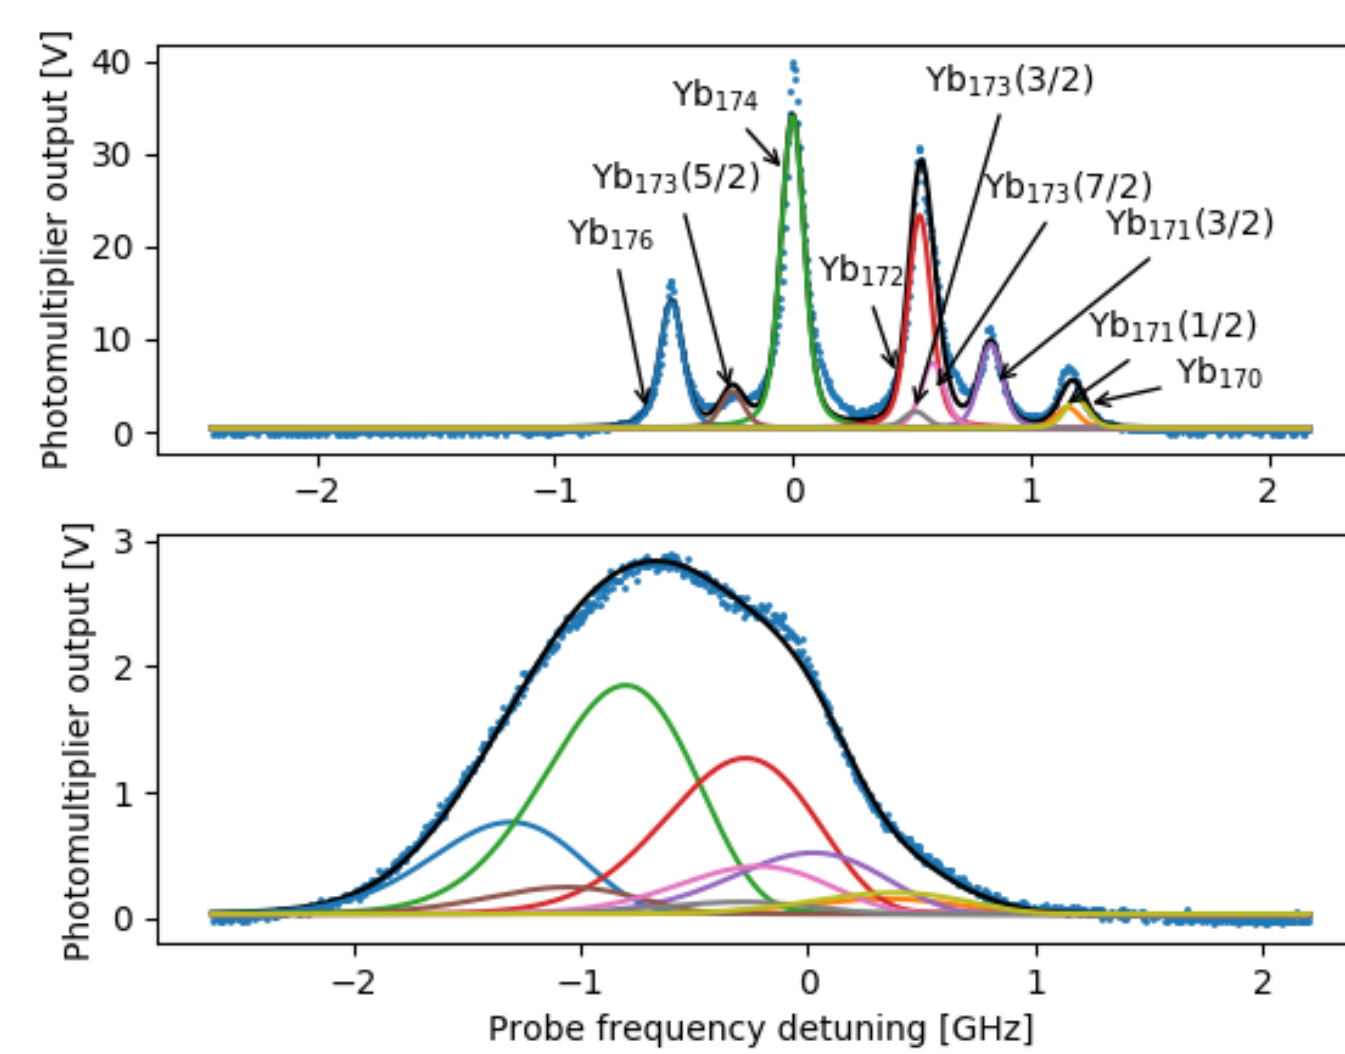 Photomultiplier output [V]
40
30
20
10
0
Yb₁₇₄
Yb₁₇₃(3/2)
Yb₁₇₃(5/2)
Yb₁₇₃(7/2)
Yb₁₇₆
Yb₁₇₁(3/2)
Yb₁₇₂
Yb₁₇₁(1/2)
Yb₁₇₀
−2 −1 0 1 2
Photomultiplier output [V]
3
2
1
0
−2 −1 0 1 2
Probe frequency detuning [GHz]